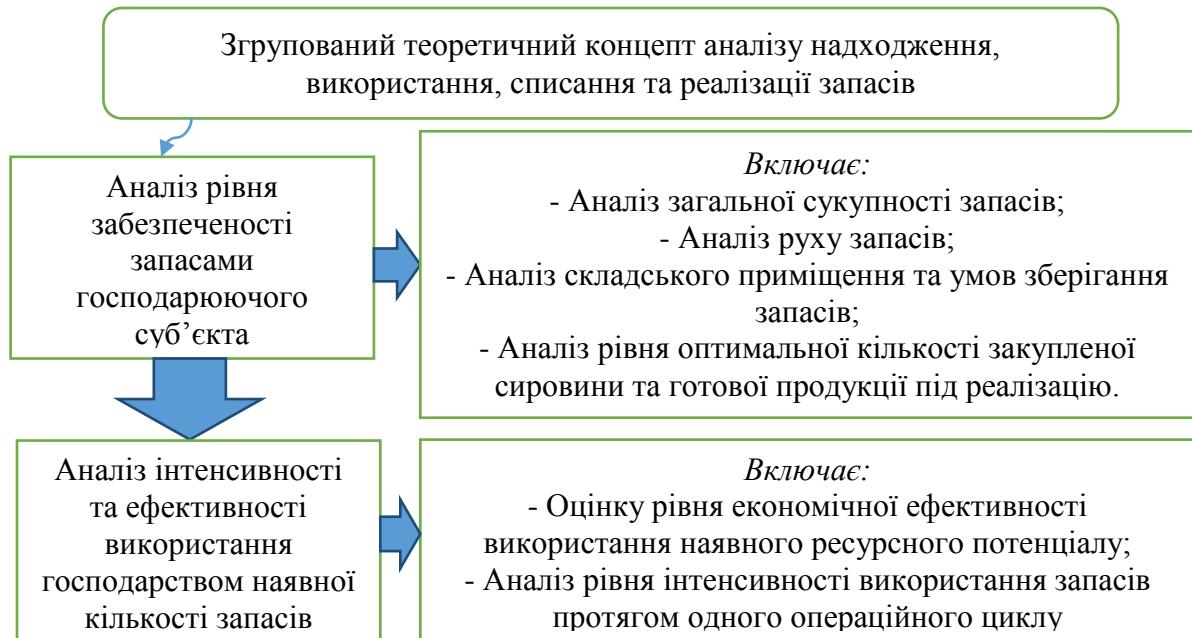 Згрупований теоретичний концепт аналізу надходження,
використання, списання та реалізації запасів
Аналіз рівня
забезпеченості
запасами
господарюючого
суб’єкта
Включає:
- Аналіз загальної сукупності запасів;
- Аналіз руху запасів;
- Аналіз складського приміщення та умов зберігання
запасів;
- Аналіз рівня оптимальної кількості закупленої
сировини та готової продукції під реалізацію.
Аналіз інтенсивності
та ефективності
використання
господарством наявної
кількості запасів
Включає:
- Оцінку рівня економічної ефективності
використання наявного ресурсного потенціалу;
- Аналіз рівня інтенсивності використання запасів
протягом одного операційного циклу